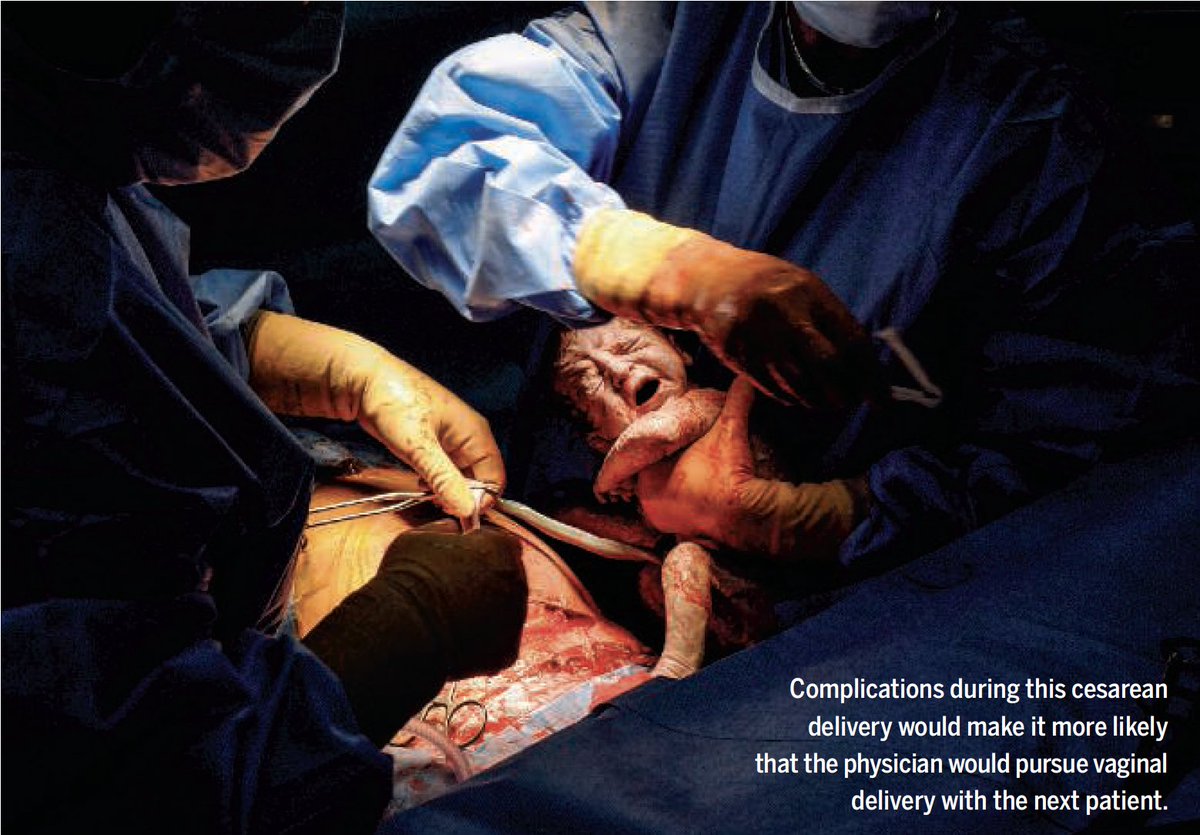 Complications during this cesarean
delivery would make it more likely
that the physician would pursue vaginal
delivery with the next patient.